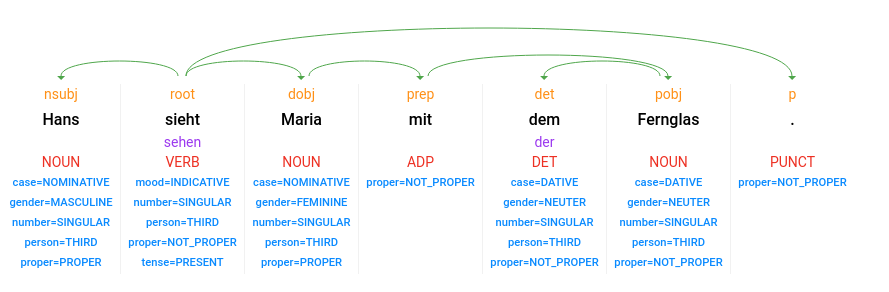 nsubj root dobj prep det pobj p
Hans sieht Maria mit dem Fernglas .
sehen der
NOUN VERB NOUN ADP DET NOUN PUNCT
case=NOMINATIVE mood=INDICATIVE case=NOMINATIVE proper=NOT_PROPER case=DATIVE case=DATIVE proper=NOT_PROPER
gender=MASCULINE number=SINGULAR gender=FEMININE gender=NEUTER gender=NEUTER
number=SINGULAR person=THIRD number=SINGULAR number=SINGULAR number=SINGULAR
person=THIRD proper=NOT_PROPER person=THIRD person=THIRD person=THIRD
proper=PROPER tense=PRESENT proper=PROPER proper=NOT_PROPER proper=NOT_PROPER